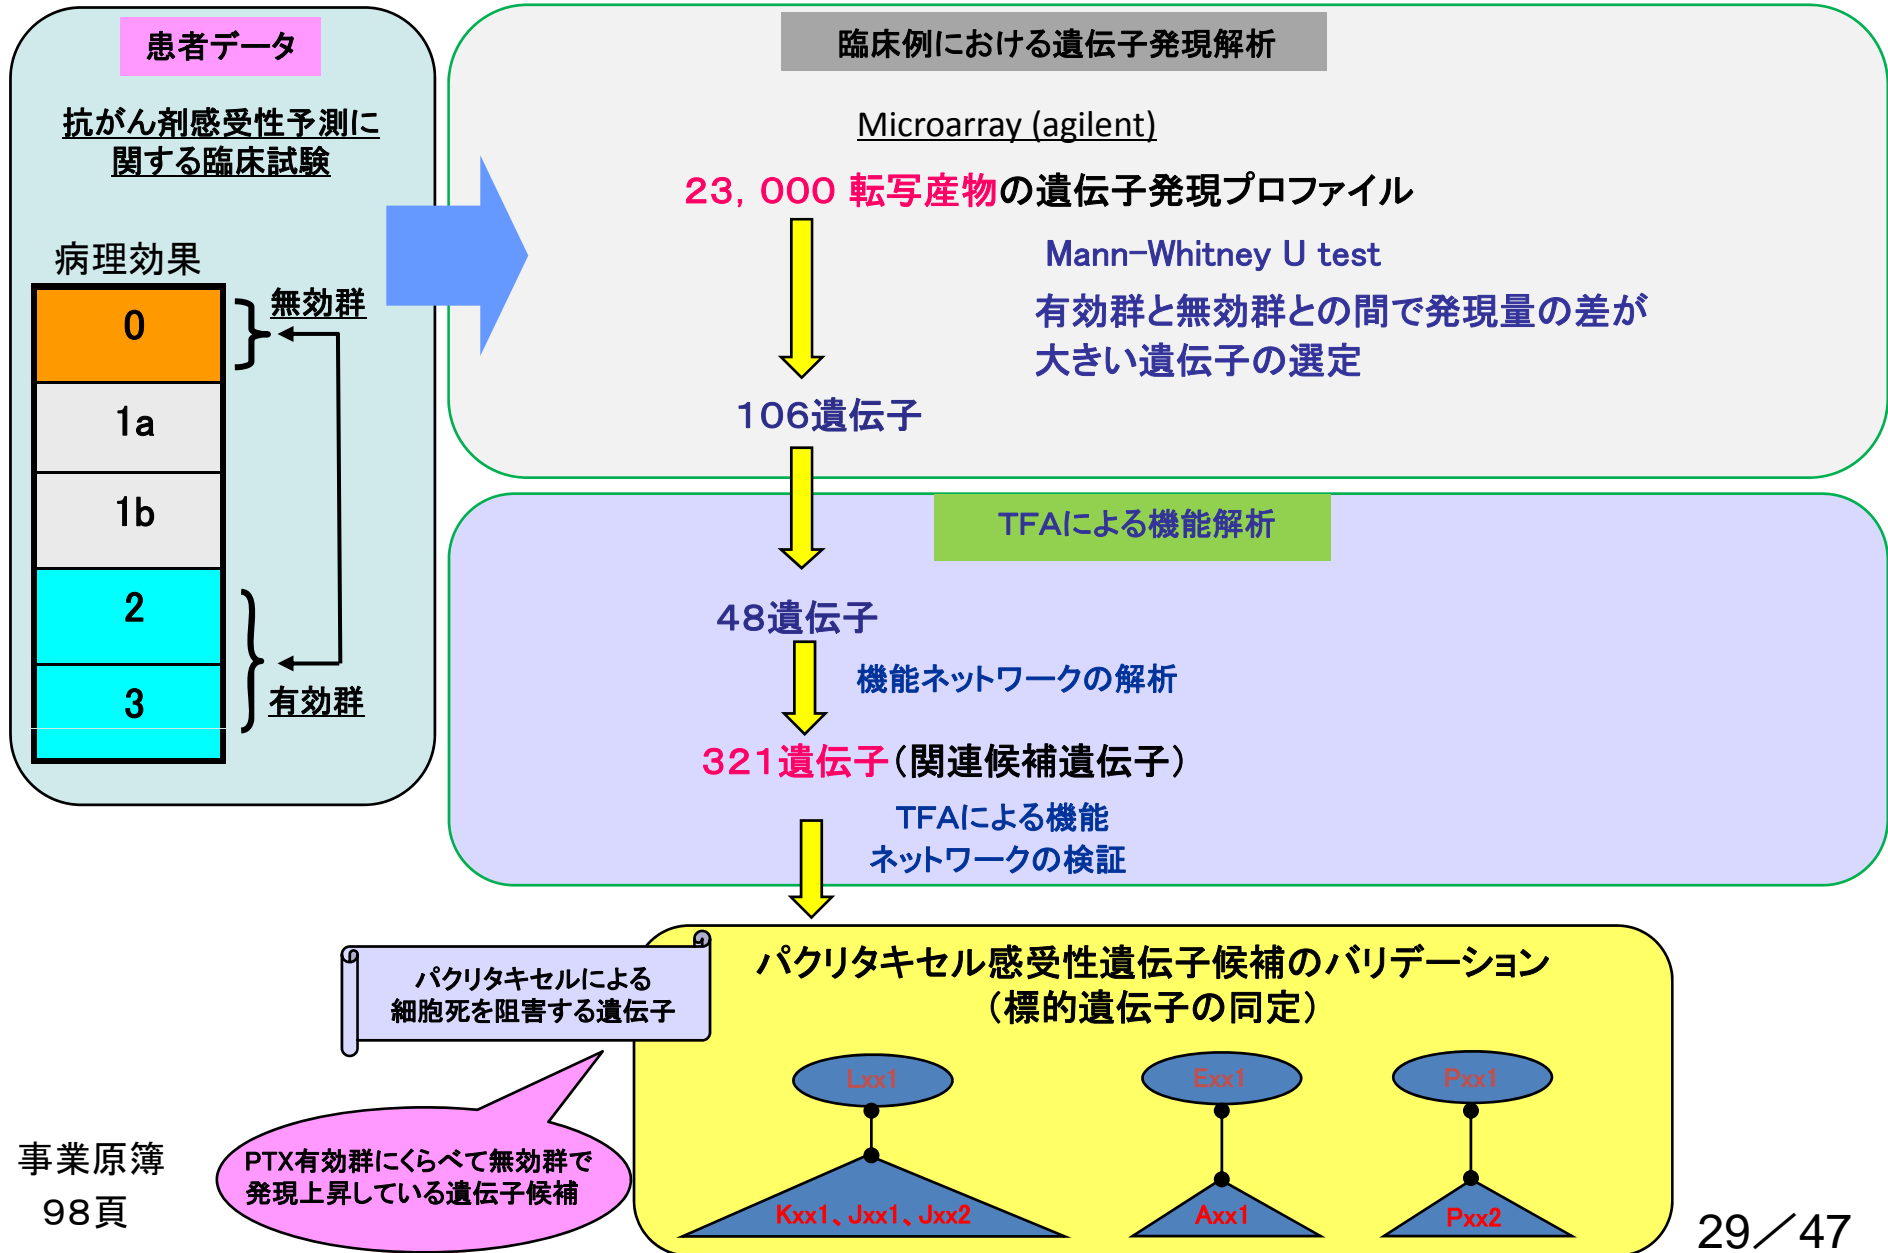 患者データ
抗がん剤感受性予測に
関する臨床試験
病理効果
0
無効群
1a
1b
2
3
有効群
臨床例における遺伝子発現解析
Microarray (agilent)
23，000 転写産物の遺伝子発現プロファイル
Mann-Whitney U test
有効群と無効群との間で発現量の差が
大きい遺伝子の選定
106遺伝子
TFAによる機能解析
48遺伝子
機能ネットワークの解析
321遺伝子（関連候補遺伝子）
TFAによる機能
ネットワークの検証
パクリタキセルによる
細胞死を阻害する遺伝子
パクリタキセル感受性遺伝子候補のバリデーション
（標的遺伝子の同定）
Lxx1
Exx1
Pxx1
Kxx1、Jxx1、Jxx2
Axx1
Pxx2
PTX有効群にくらべて無効群で
発現上昇している遺伝子候補
事業原簿
98頁
29／47